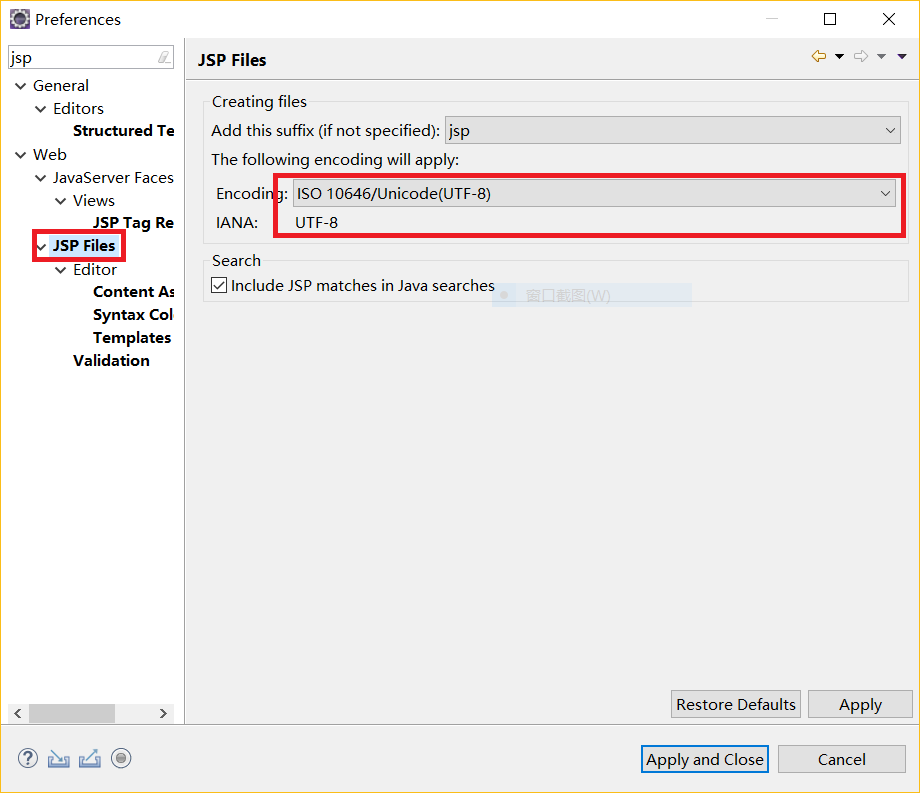 Preferences
jsp
JSP Files
General
Editors
Structured Te
Web
JavaServer Faces
Views
JSP Tag Re
JSP Files
Editor
Content As
Syntax Col
Templates
Validation
Creating files
Add this suffix (if not specified): jsp
The following encoding will apply:
Encoding: ISO 10646/Unicode(UTF-8)
IANA: UTF-8
Search
Include JSP matches in Java searches
窗口截图(W)
Restore Defaults
Apply
Apply and Close
Cancel